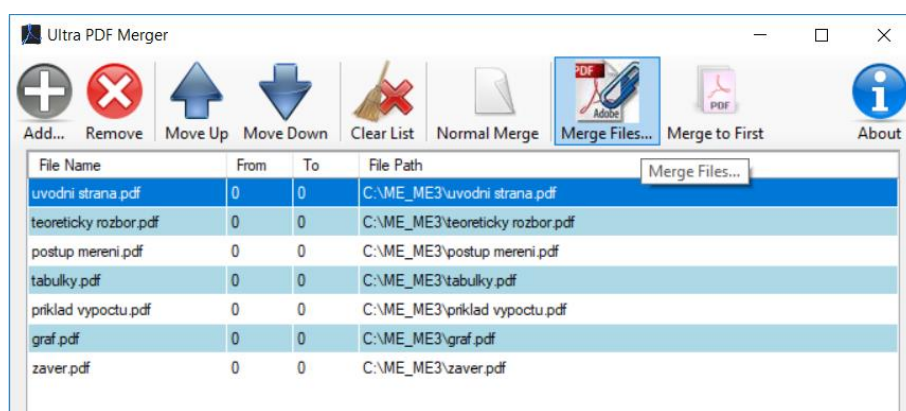 Ultra PDF Merger
PDF
Adobe
PDF
Add... Remove Move Up Move Down Clear List Normal Merge Merge Files... Merge to First About
File Name From To File Path
Merge Files...
uvodni strana.pdf 0 0 C:\ME_ME3\uvodni strana.pdf
teoreticky rozbor.pdf 0 0 C:\ME_ME3\teoreticky rozbor.pdf
postup mereni.pdf 0 0 C:\ME_ME3\postup mereni.pdf
tabulky.pdf 0 0 C:\ME_ME3\tabulky.pdf
priklad vypoctu.pdf 0 0 C:\ME_ME3\priklad vypoctu.pdf
graf.pdf 0 0 C:\ME_ME3\graf.pdf
zaver.pdf 0 0 C:\ME_ME3\zaver.pdf